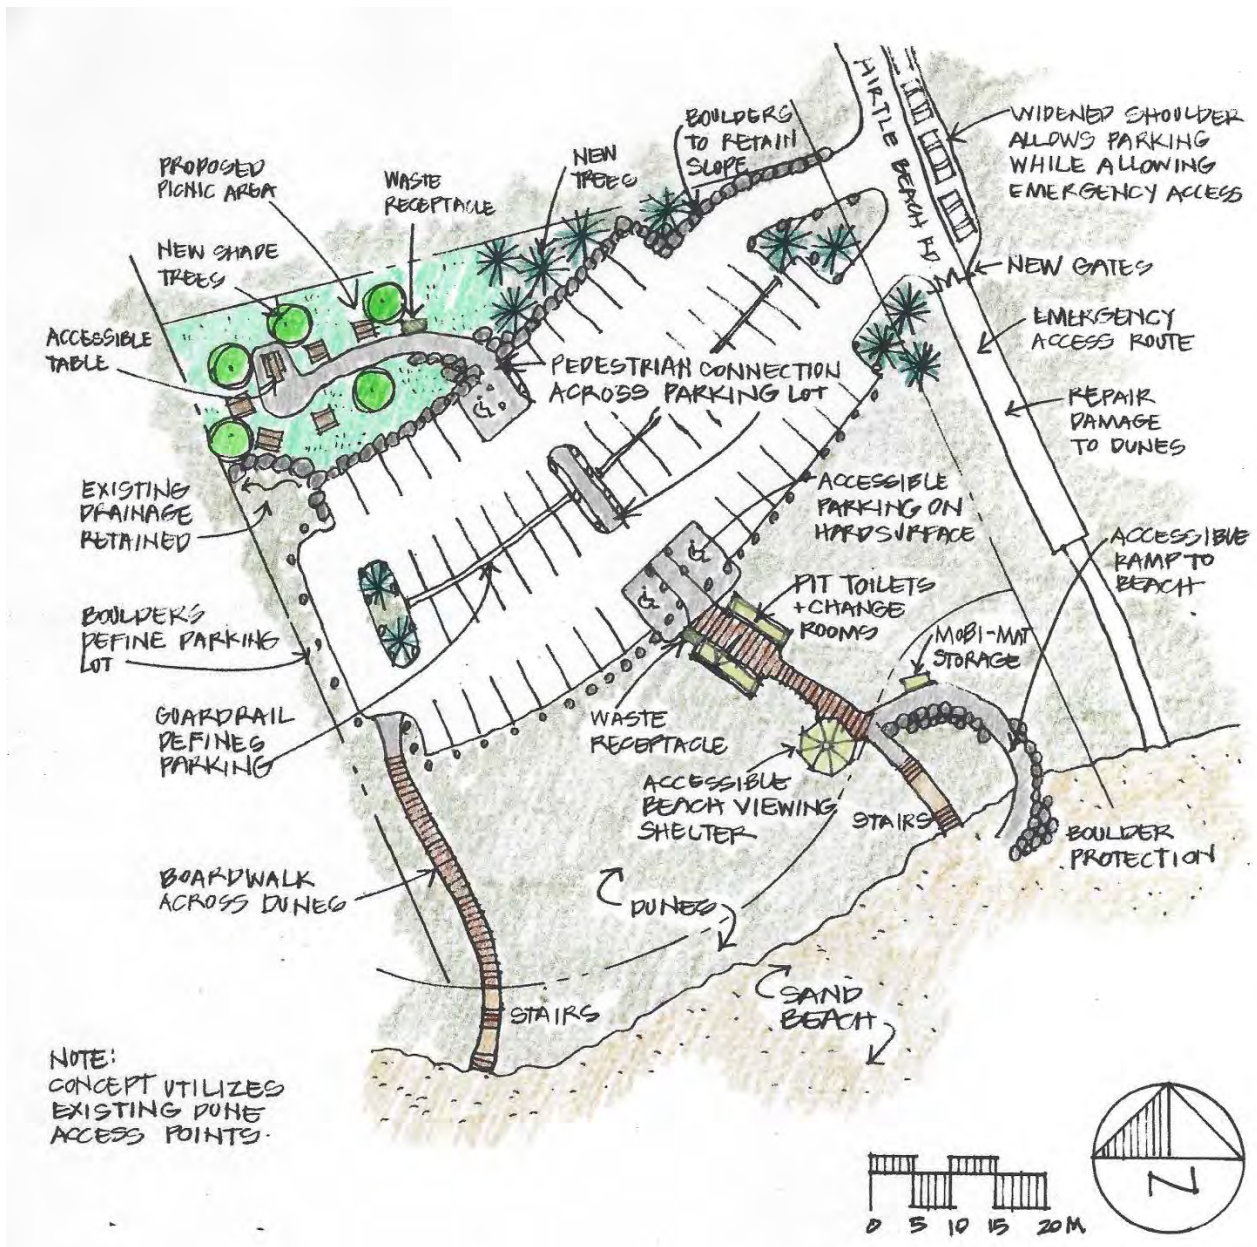 HIRTLE BEACH RD
BOULDERS
TO RETAIN
SLOPE
WIDENED SHOULDER
ALLOWS PARKING
WHILE ALLOWING
EMERGENCY ACCESS
PROPOSED
PICNIC AREA
WASTE
RECEPTACLE
NEW
TREES
NEW SHADE
TREES
NEW GATES
ACCESSIBLE
TABLE
EMERGENCY
ACCESS ROUTE
PEDESTRIAN CONNECTION
ACROSS PARKING LOT
REPAIR
DAMAGE
TO DUNES
EXISTING
DRAINAGE
RETAINED
ACCESSIBLE
PARKING ON
HARD SURFACE
ACCESSIBLE
RAMP TO
BEACH
PIT TOILETS
+ CHANGE
ROOMS
BOULDERS
DEFINE PARKING
LOT
MOBI-MAT
STORAGE
GUARDRAIL
DEFINES
PARKING
WASTE
RECEPTACLE
ACCESSIBLE
BEACH VIEWING
SHELTER
STAIRS
BOULDER
PROTECTION
BOARDWALK
ACROSS DUNES
DUNES
STAIRS
SAND
BEACH
NOTE:
CONCEPT UTILIZES
EXISTING DUNE
ACCESS POINTS.
0 5 10 15 20 M
N